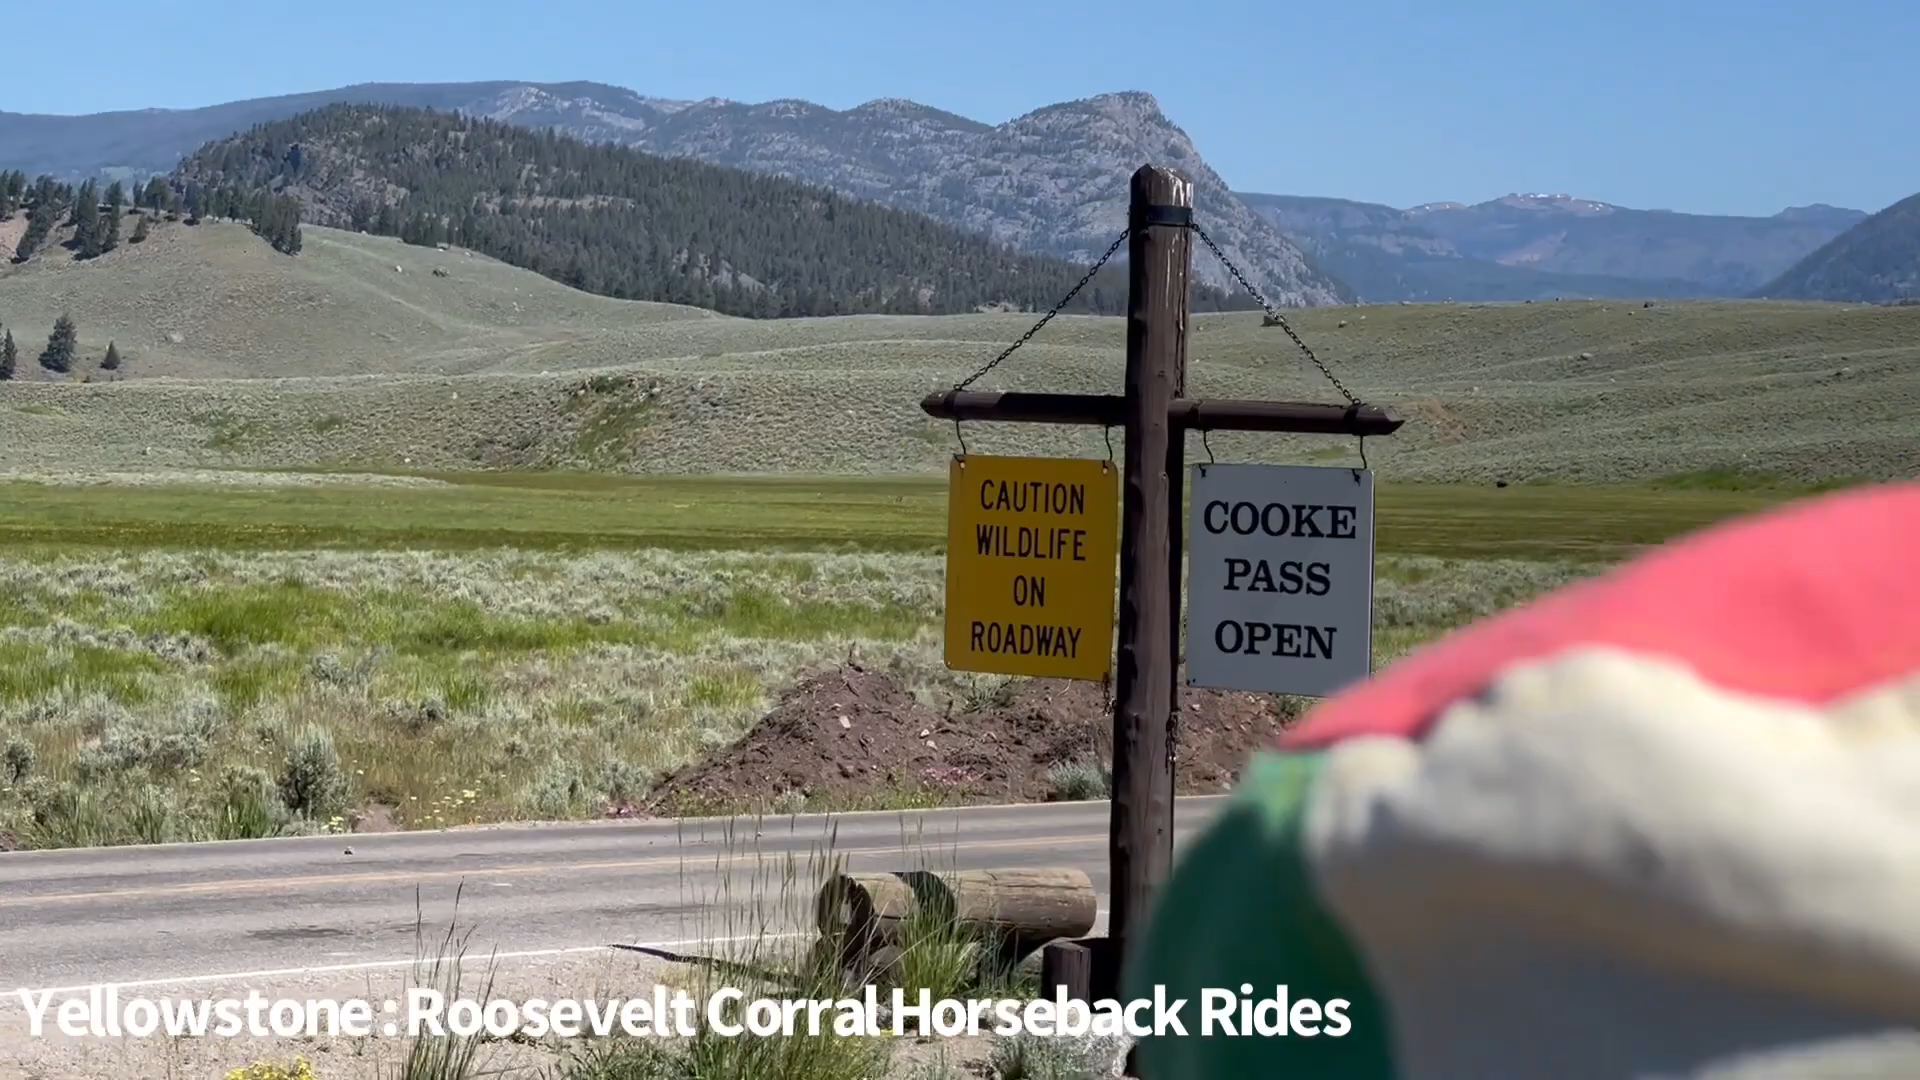 CAUTION
WILDLIFE
ON
ROADWAY
COOKE
PASS
OPEN
Yellowstone : Roosevelt Corral Horseback Rides